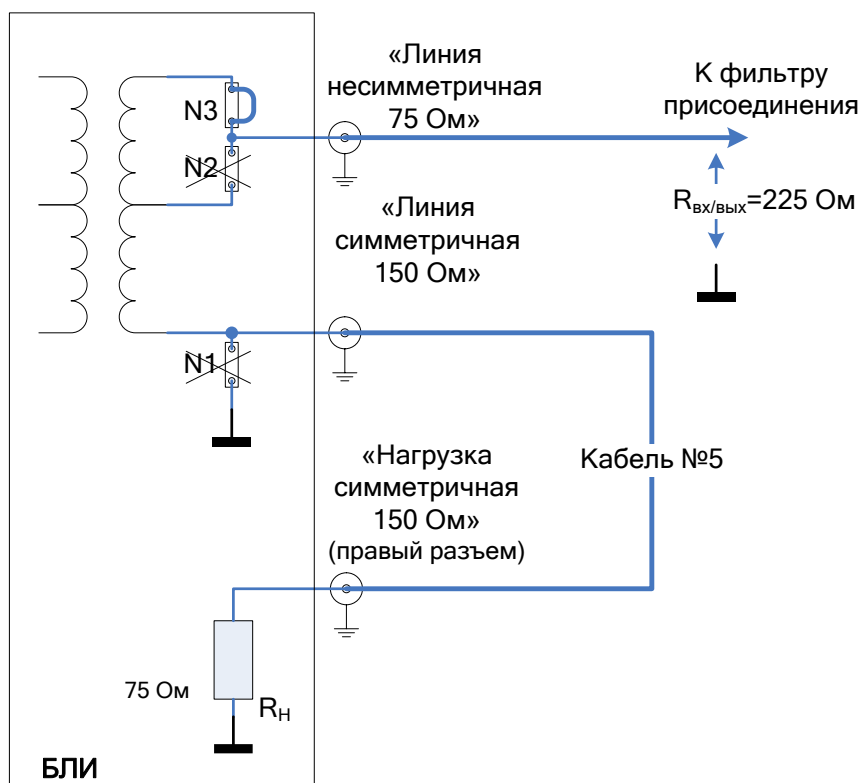 «Линия
несимметричная
75 Ом»
К фильтру
присоединения
N3
N2
Rвх/вых=225 Ом
«Линия
симметричная
150 Ом»
N1
«Нагрузка
симметричная
150 Ом»
(правый разъем)
Кабель №5
75 Ом
RН
БЛИ